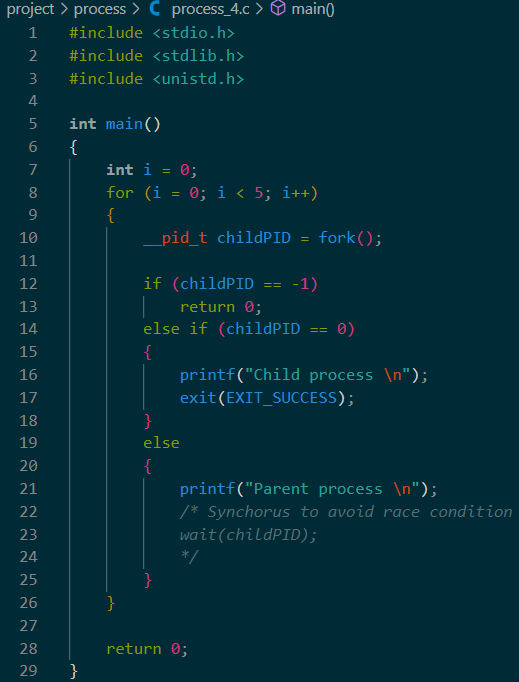 project > process > C process_4.c > main()
1 #include <stdio.h>
2 #include <stdlib.h>
3 #include <unistd.h>
4
5 int main()
6 {
7     int i = 0;
8     for (i = 0; i < 5; i++)
9     {
10         __pid_t childPID = fork();
11
12         if (childPID == -1)
13             return 0;
14         else if (childPID == 0)
15         {
16             printf("Child process \n");
17             exit(EXIT_SUCCESS);
18         }
19         else
20         {
21             printf("Parent process \n");
22             /* Synchorus to avoid race condition
23             wait(childPID);
24             */
25         }
26     }
27
28     return 0;
29 }